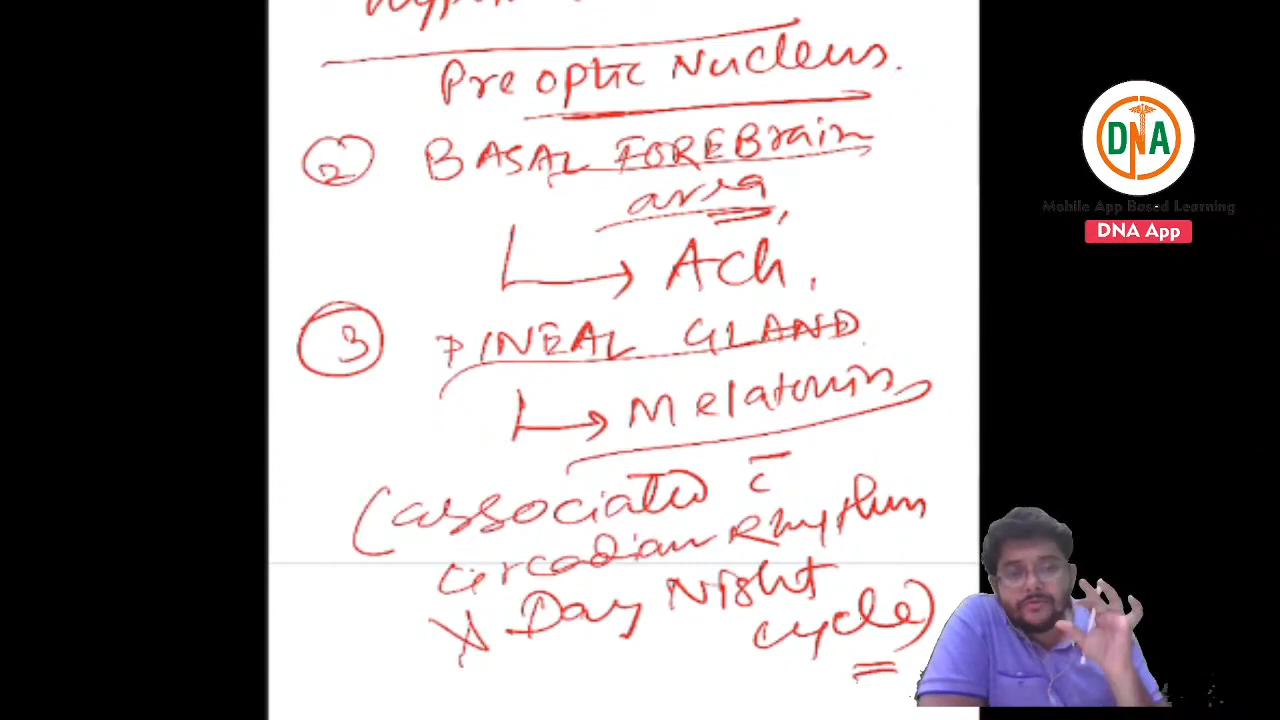 Preoptic Nucleus.
② BASAL FOREBrain
area,
Ach.
③ PINEAL GLAND
Melatonin
(associated c̄
circadian Rhythm
Day Night
cycle)
DNA
Mobile App Based Learning
DNA App